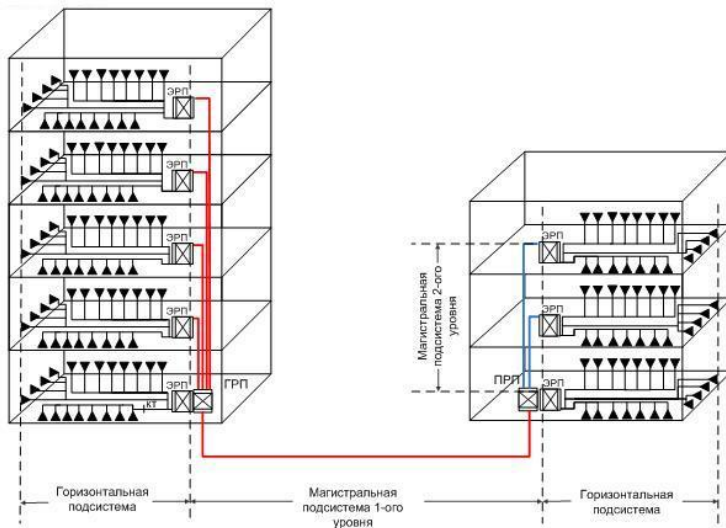 ЭРП
ЭРП
ЭРП
ЭРП
ЭРП
ГРП
КТ
ЭРП
ЭРП
ЭРП
ПРП
Магистральная
подсистема 2-ого
уровня
Горизонтальная
подсистема
Магистральная
подсистема 1-ого
уровня
Горизонтальная
подсистема